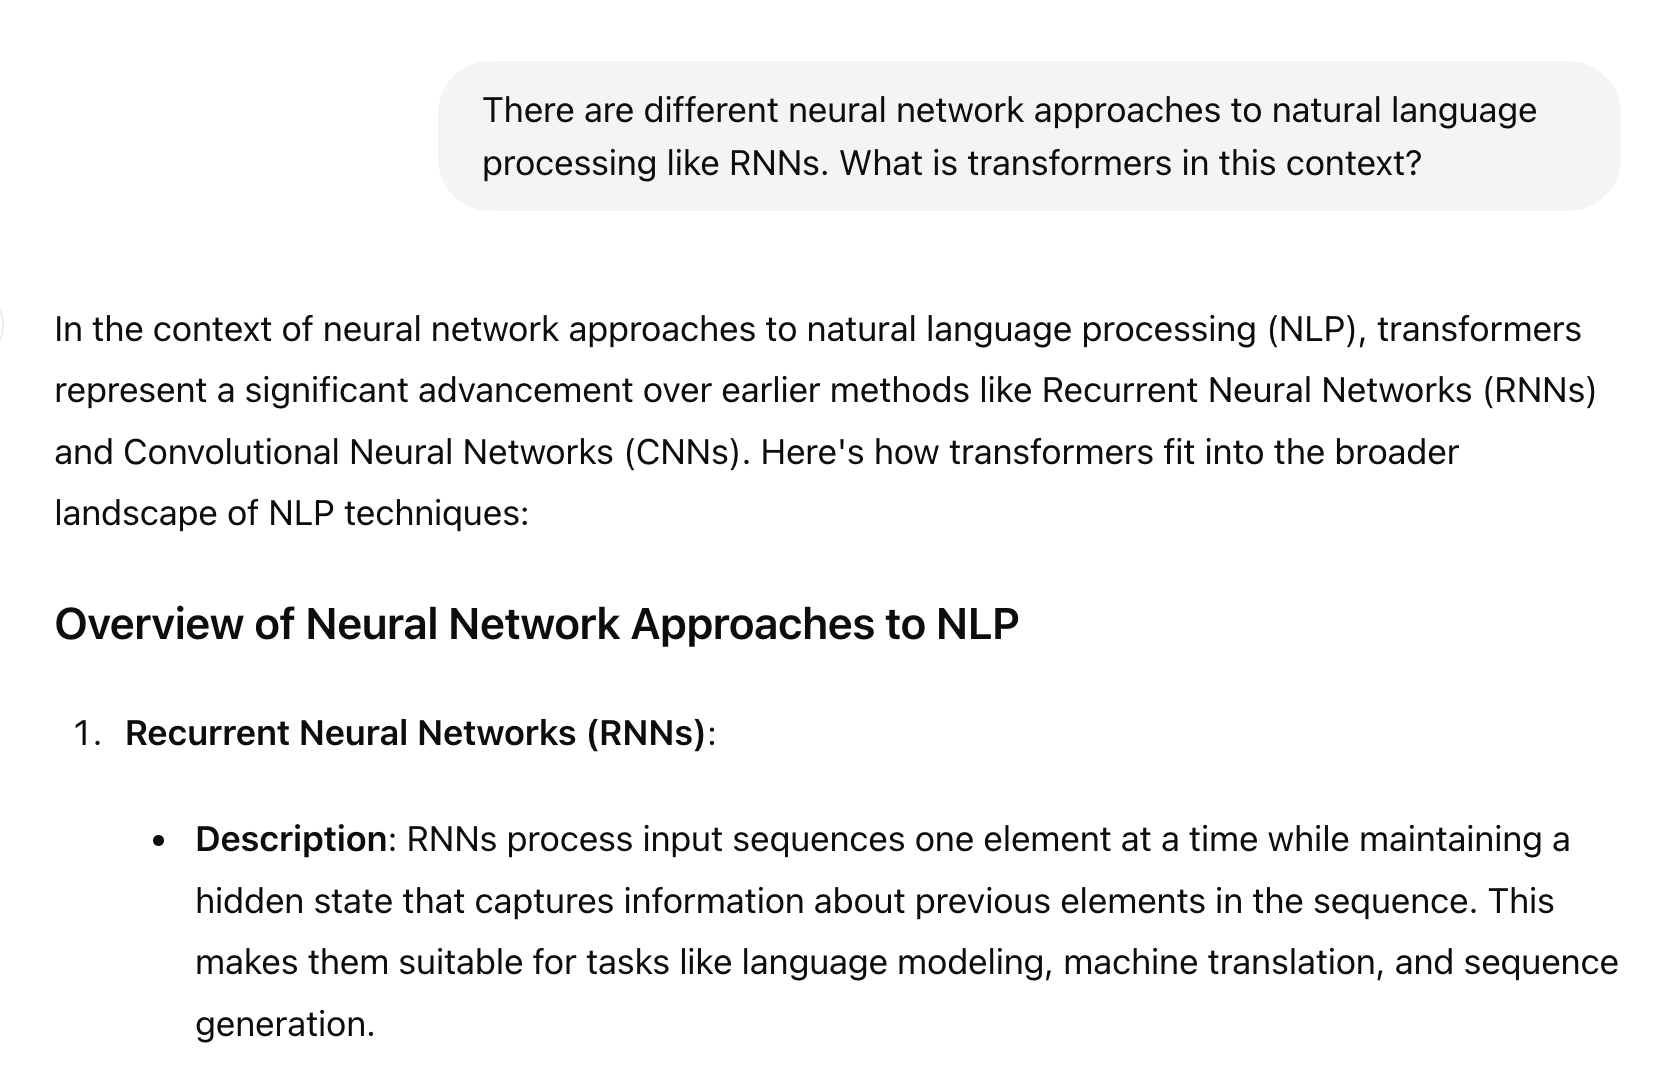 There are different neural network approaches to natural language
processing like RNNs. What is transformers in this context?
In the context of neural network approaches to natural language processing (NLP), transformers
represent a significant advancement over earlier methods like Recurrent Neural Networks (RNNs)
and Convolutional Neural Networks (CNNs). Here's how transformers fit into the broader
landscape of NLP techniques:
Overview of Neural Network Approaches to NLP
1. Recurrent Neural Networks (RNNs):
• Description: RNNs process input sequences one element at a time while maintaining a
hidden state that captures information about previous elements in the sequence. This
makes them suitable for tasks like language modeling, machine translation, and sequence
generation.